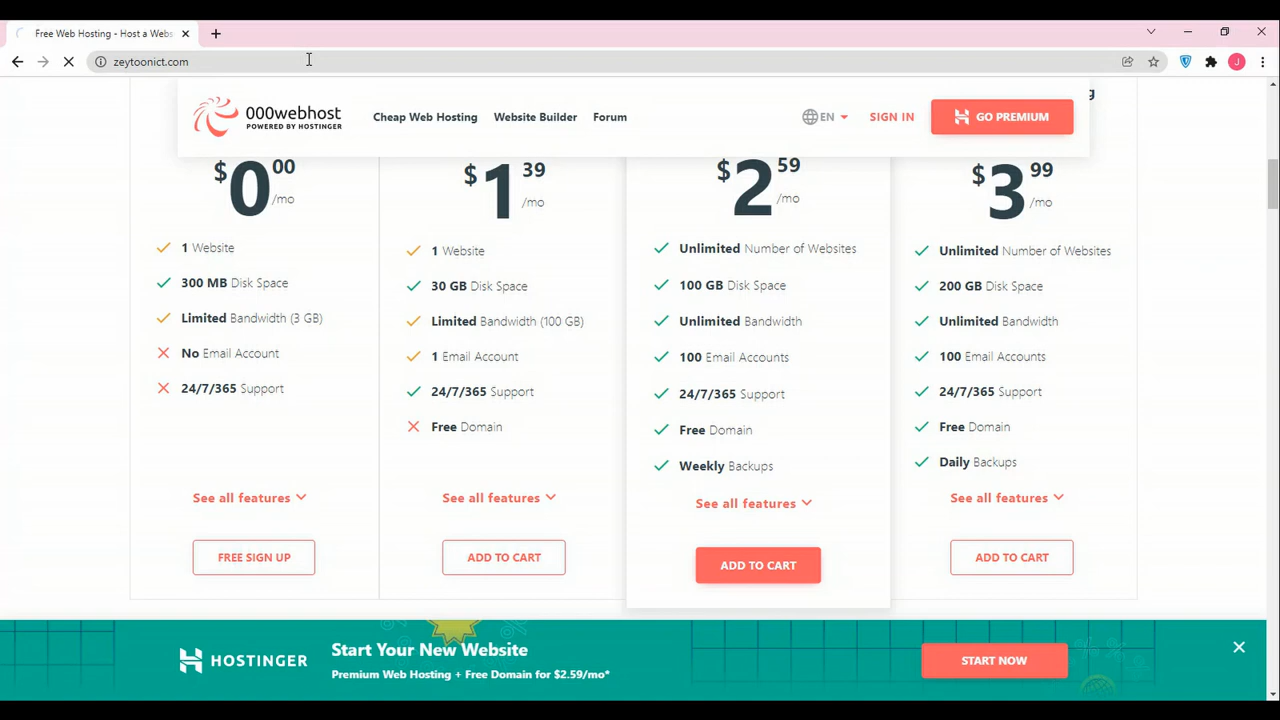 Free Web Hosting - Host a Webs
zeytoonict.com
J
000webhost
POWERED BY HOSTINGER
Cheap Web Hosting
Website Builder
Forum
EN
SIGN IN
GO PREMIUM
g
$0 00 /mo
1 Website
300 MB Disk Space
Limited Bandwidth (3 GB)
No Email Account
24/7/365 Support
See all features
FREE SIGN UP
$1 39 /mo
1 Website
30 GB Disk Space
Limited Bandwidth (100 GB)
1 Email Account
24/7/365 Support
Free Domain
See all features
ADD TO CART
$2 59 /mo
Unlimited Number of Websites
100 GB Disk Space
Unlimited Bandwidth
100 Email Accounts
24/7/365 Support
Free Domain
Weekly Backups
See all features
ADD TO CART
$3 99 /mo
Unlimited Number of Websites
200 GB Disk Space
Unlimited Bandwidth
100 Email Accounts
24/7/365 Support
Free Domain
Daily Backups
See all features
ADD TO CART
HOSTINGER
Start Your New Website
Premium Web Hosting + Free Domain for $2.59/mo*
START NOW